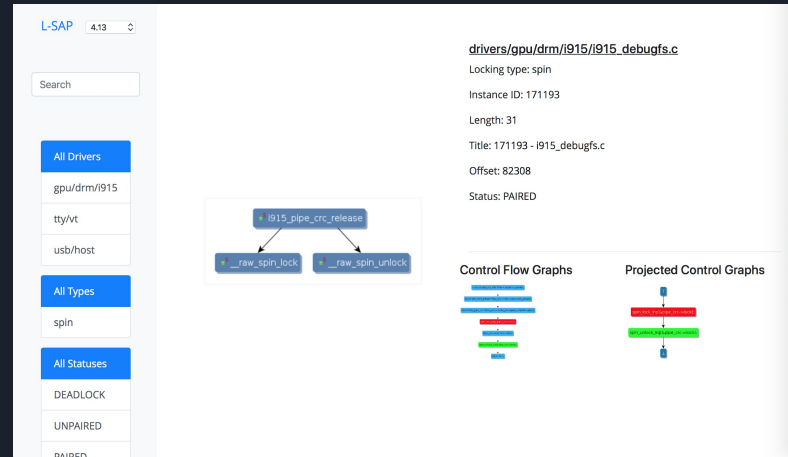 L-SAP 4.13
Search
All Drivers
gpu/drm/i915
tty/vt
usb/host
All Types
spin
All Statuses
DEADLOCK
UNPAIRED
PAIRED
i915_pipe_crc_release
__raw_spin_lock
__raw_spin_unlock
drivers/gpu/drm/i915/i915_debugfs.c
Locking type: spin
Instance ID: 171193
Length: 31
Title: 171193 - i915_debugfs.c
Offset: 82308
Status: PAIRED
Control Flow Graphs
Projected Control Graphs